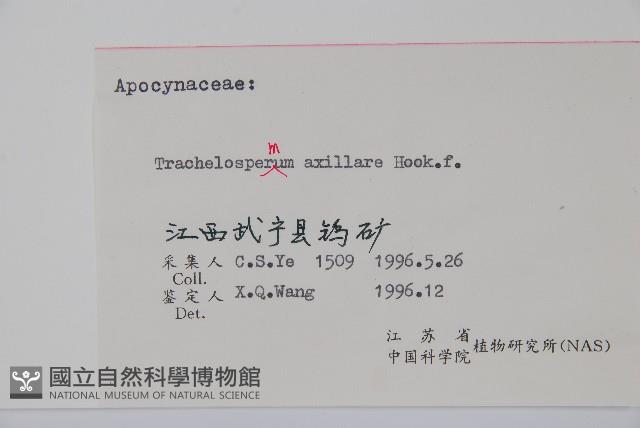 Apocynaceae:
m
Trachelosperum axillare Hook.f.
江西武宁县钨矿
采集人 C.S.Ye 1509 1996.5.26
Coll.
鉴定人 X.Q.Wang 1996.12
Det.
江苏省
中国科学院 植物研究所(NAS)
國立自然科學博物館
NATIONAL MUSEUM OF NATURAL SCIENCE